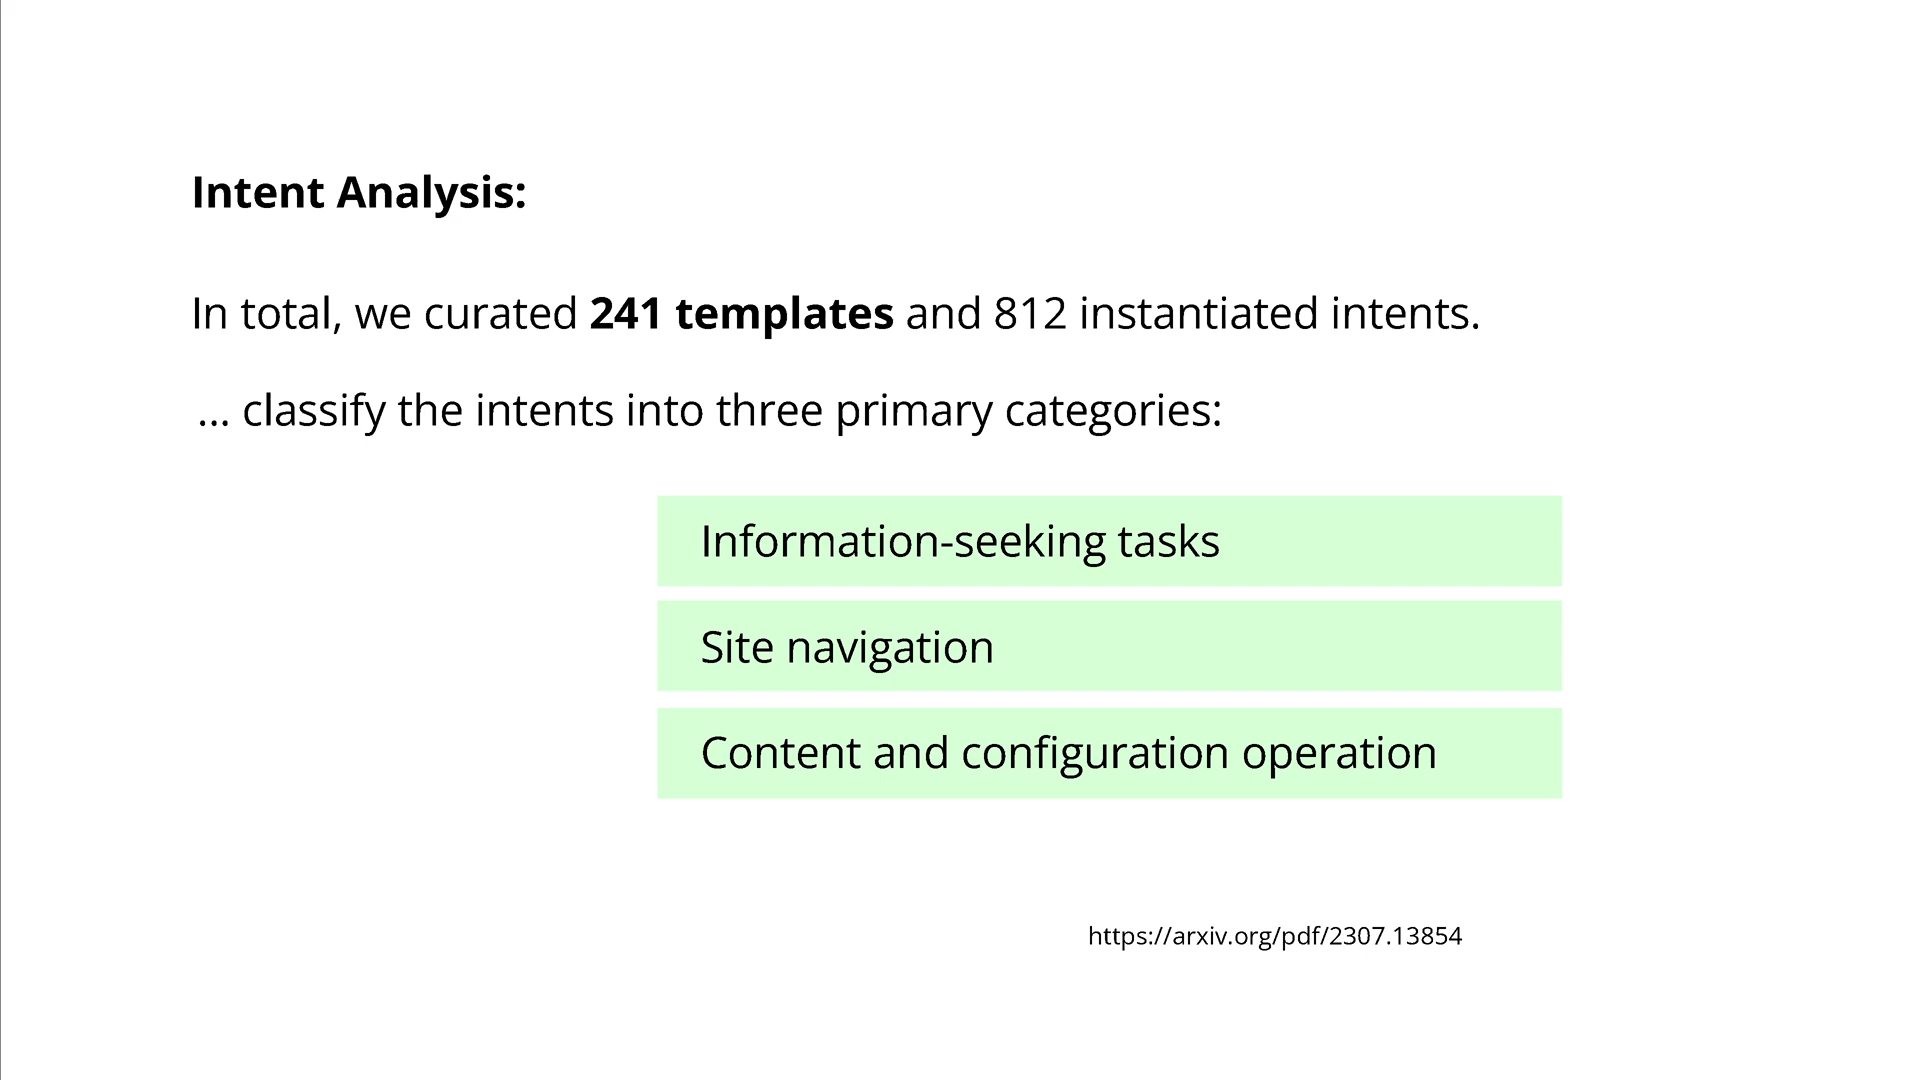 Intent Analysis:
In total, we curated 241 templates and 812 instantiated intents.
... classify the intents into three primary categories:
Information-seeking tasks
Site navigation
Content and configuration operation
https://arxiv.org/pdf/2307.13854